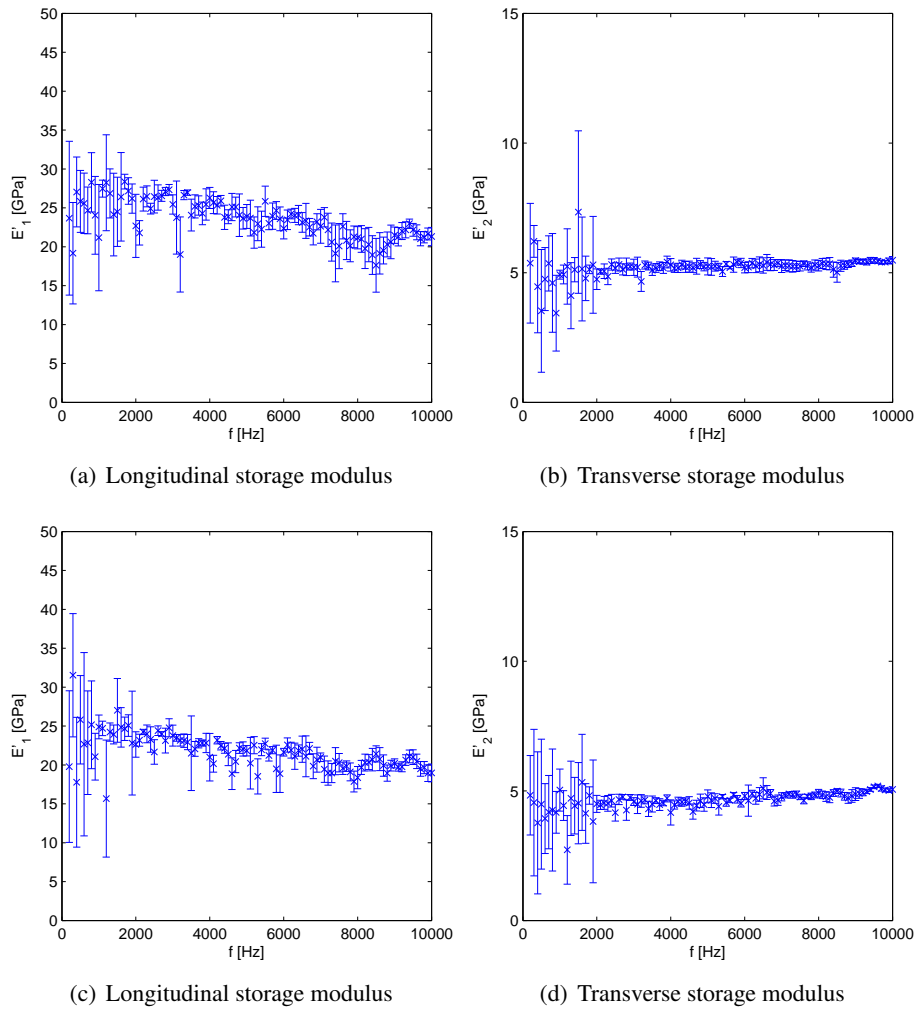 50
45
40
35
30
25
20
15
10
5
0
E'₁ [GPa]
0 2000 4000 6000 8000 10000
f [Hz]
(a) Longitudinal storage modulus
15
10
5
0
E'₂ [GPa]
0 2000 4000 6000 8000 10000
f [Hz]
(b) Transverse storage modulus
50
45
40
35
30
25
20
15
10
5
0
E'₁ [GPa]
0 2000 4000 6000 8000 10000
f [Hz]
(c) Longitudinal storage modulus
15
10
5
0
E'₂ [GPa]
0 2000 4000 6000 8000 10000
f [Hz]
(d) Transverse storage modulus